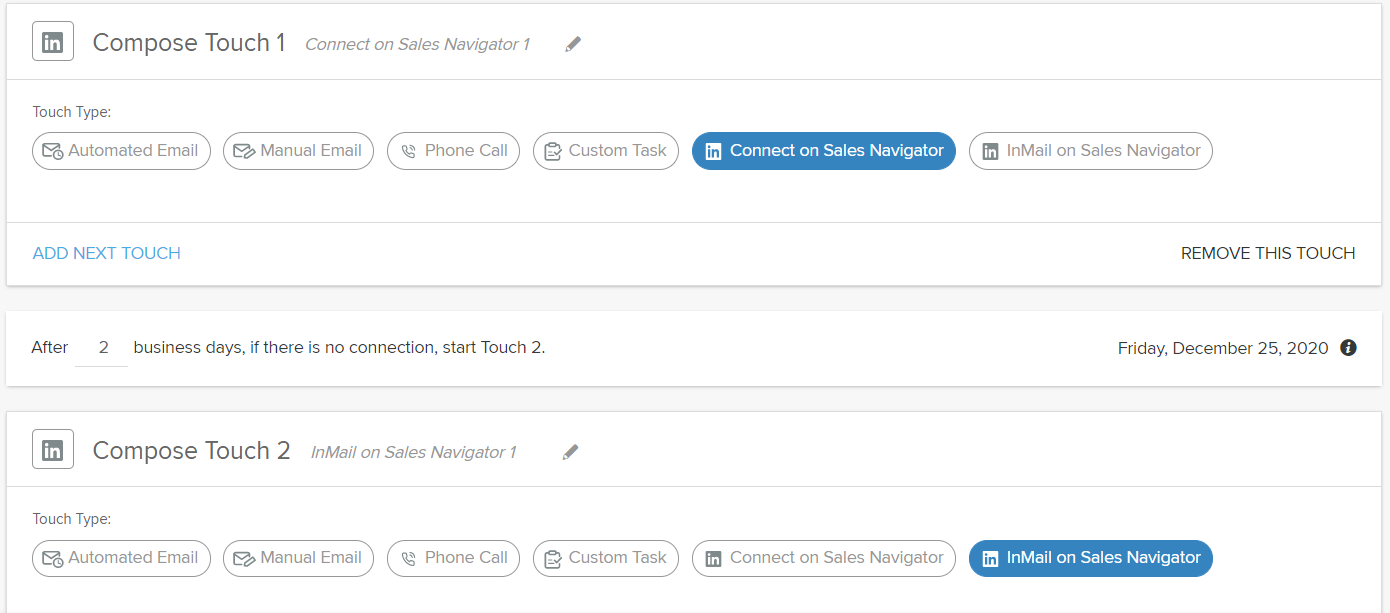 Compose Touch 1 Connect on Sales Navigator 1
Touch Type:
Automated Email Manual Email Phone Call Custom Task Connect on Sales Navigator InMail on Sales Navigator
ADD NEXT TOUCH REMOVE THIS TOUCH
After 2 business days, if there is no connection, start Touch 2. Friday, December 25, 2020
Compose Touch 2 InMail on Sales Navigator 1
Touch Type:
Automated Email Manual Email Phone Call Custom Task Connect on Sales Navigator InMail on Sales Navigator